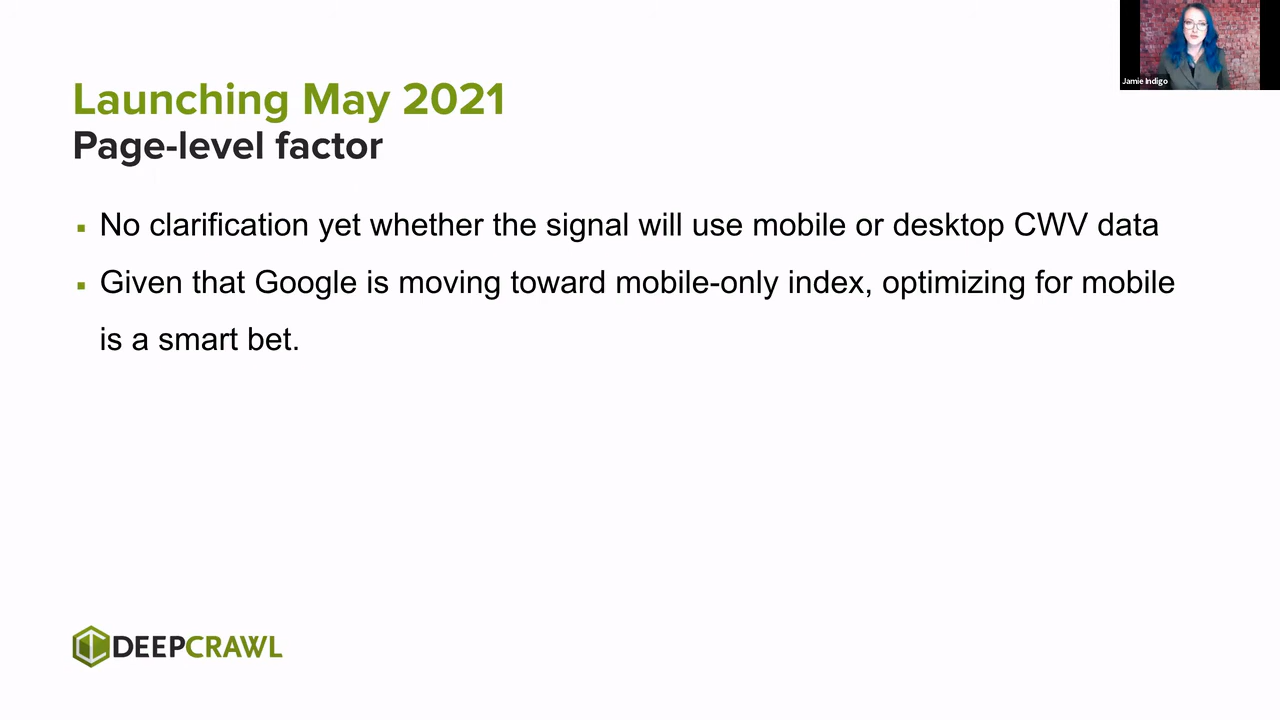 Jamie Indigo
Launching May 2021
Page-level factor
No clarification yet whether the signal will use mobile or desktop CWV data
Given that Google is moving toward mobile-only index, optimizing for mobile
is a smart bet.
DEEPCRAWL